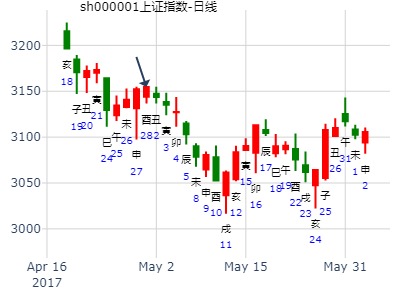 sh000001上证指数-日线
3200
3150
3100
3050
3000
亥
18
子
19
丑
20
寅
21
巳
24
午
25
未
26
申
27
酉
28
丑
2
寅
3
卯
4
辰
5
未
8
申
9
酉
10
戌
11
亥
12
寅
15
卯
16
辰
17
巳
18
午
19
酉
22
戌
23
亥
24
子
25
丑
26
午
31
未
1
申
2
Apr 16
2017
May 2
May 15
May 31